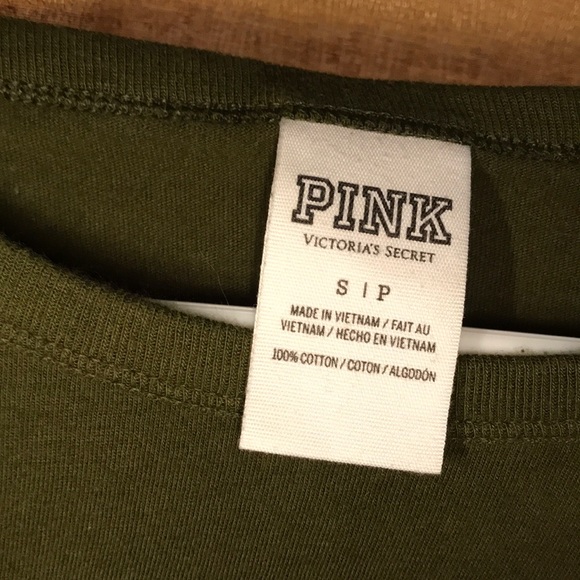 PINK
VICTORIA'S SECRET
S | P
MADE IN VIETNAM / FAIT AU
VIETNAM / HECHO EN VIETNAM
100% COTTON / COTON / ALGODÓN